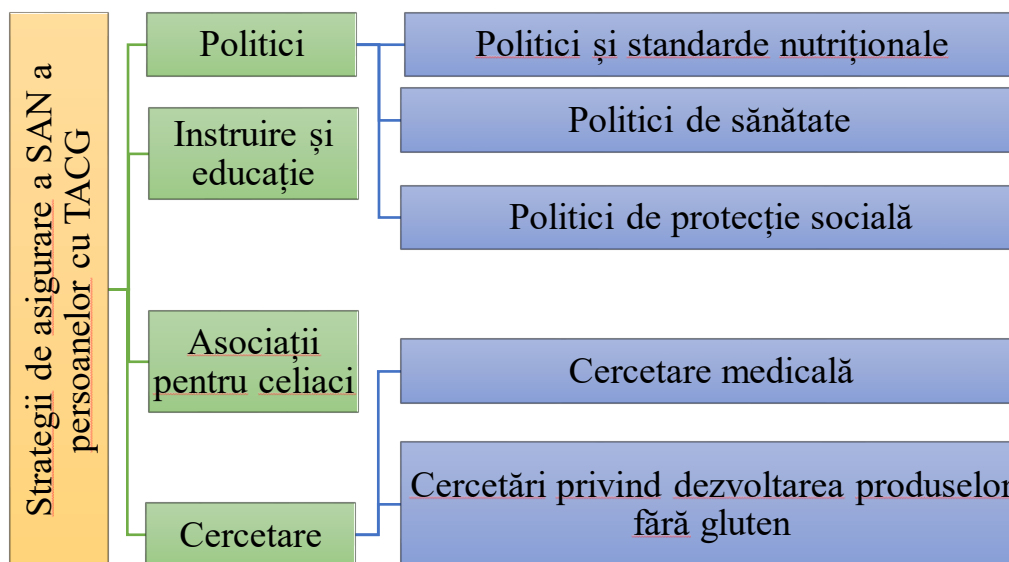 Strategii de asigurare a SAN a
persoanelor cu TACG
Politici
Politici și standarde nutriționale
Politici de sănătate
Politici de protecție socială
Instruire și
educație
Asociații
pentru celiaci
Cercetare
Cercetare medicală
Cercetări privind dezvoltarea produselor
fără gluten